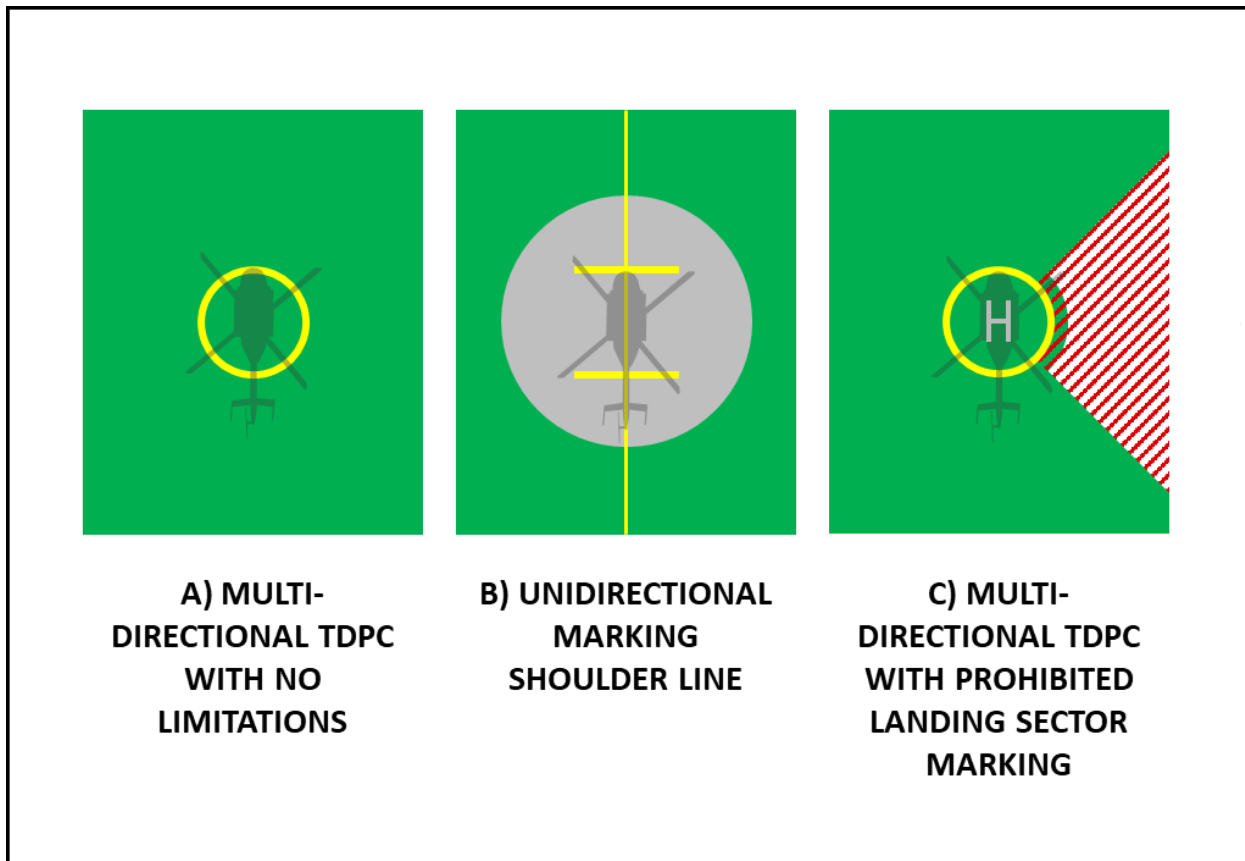 H
A) MULTI-
DIRECTIONAL TDPC
WITH NO
LIMITATIONS
B) UNIDIRECTIONAL
MARKING
SHOULDER LINE
C) MULTI-
DIRECTIONAL TDPC
WITH PROHIBITED
LANDING SECTOR
MARKING